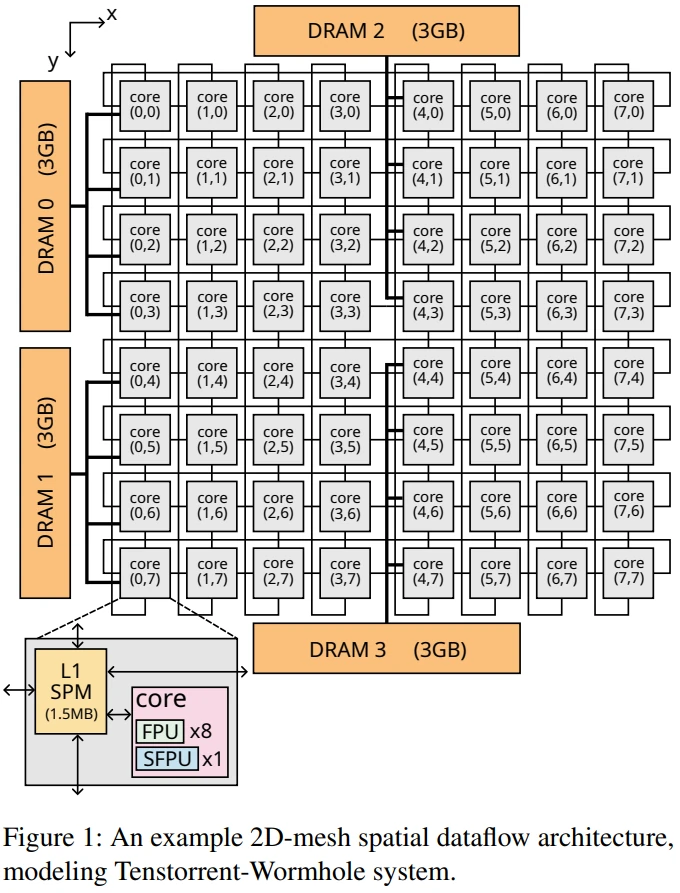 x
y
DRAM 2 (3GB)
DRAM 0 (3GB)
core (0,0) core (1,0) core (2,0) core (3,0) core (4,0) core (5,0) core (6,0) core (7,0)
core (0,1) core (1,1) core (2,1) core (3,1) core (4,1) core (5,1) core (6,1) core (7,1)
core (0,2) core (1,2) core (2,2) core (3,2) core (4,2) core (5,2) core (6,2) core (7,2)
core (0,3) core (1,3) core (2,3) core (3,3) core (4,3) core (5,3) core (6,3) core (7,3)
DRAM 1 (3GB)
core (0,4) core (1,4) core (2,4) core (3,4) core (4,4) core (5,4) core (6,4) core (7,4)
core (0,5) core (1,5) core (2,5) core (3,5) core (4,5) core (5,5) core (6,5) core (7,5)
core (0,6) core (1,6) core (2,6) core (3,6) core (4,6) core (5,6) core (6,6) core (7,6)
core (0,7) core (1,7) core (2,7) core (3,7) core (4,7) core (5,7) core (6,7) core (7,7)
DRAM 3 (3GB)
L1
SPM
(1.5MB)
core
FPU x8
SFPU x1
Figure 1: An example 2D-mesh spatial dataflow architecture,
modeling Tenstorrent-Wormhole system.